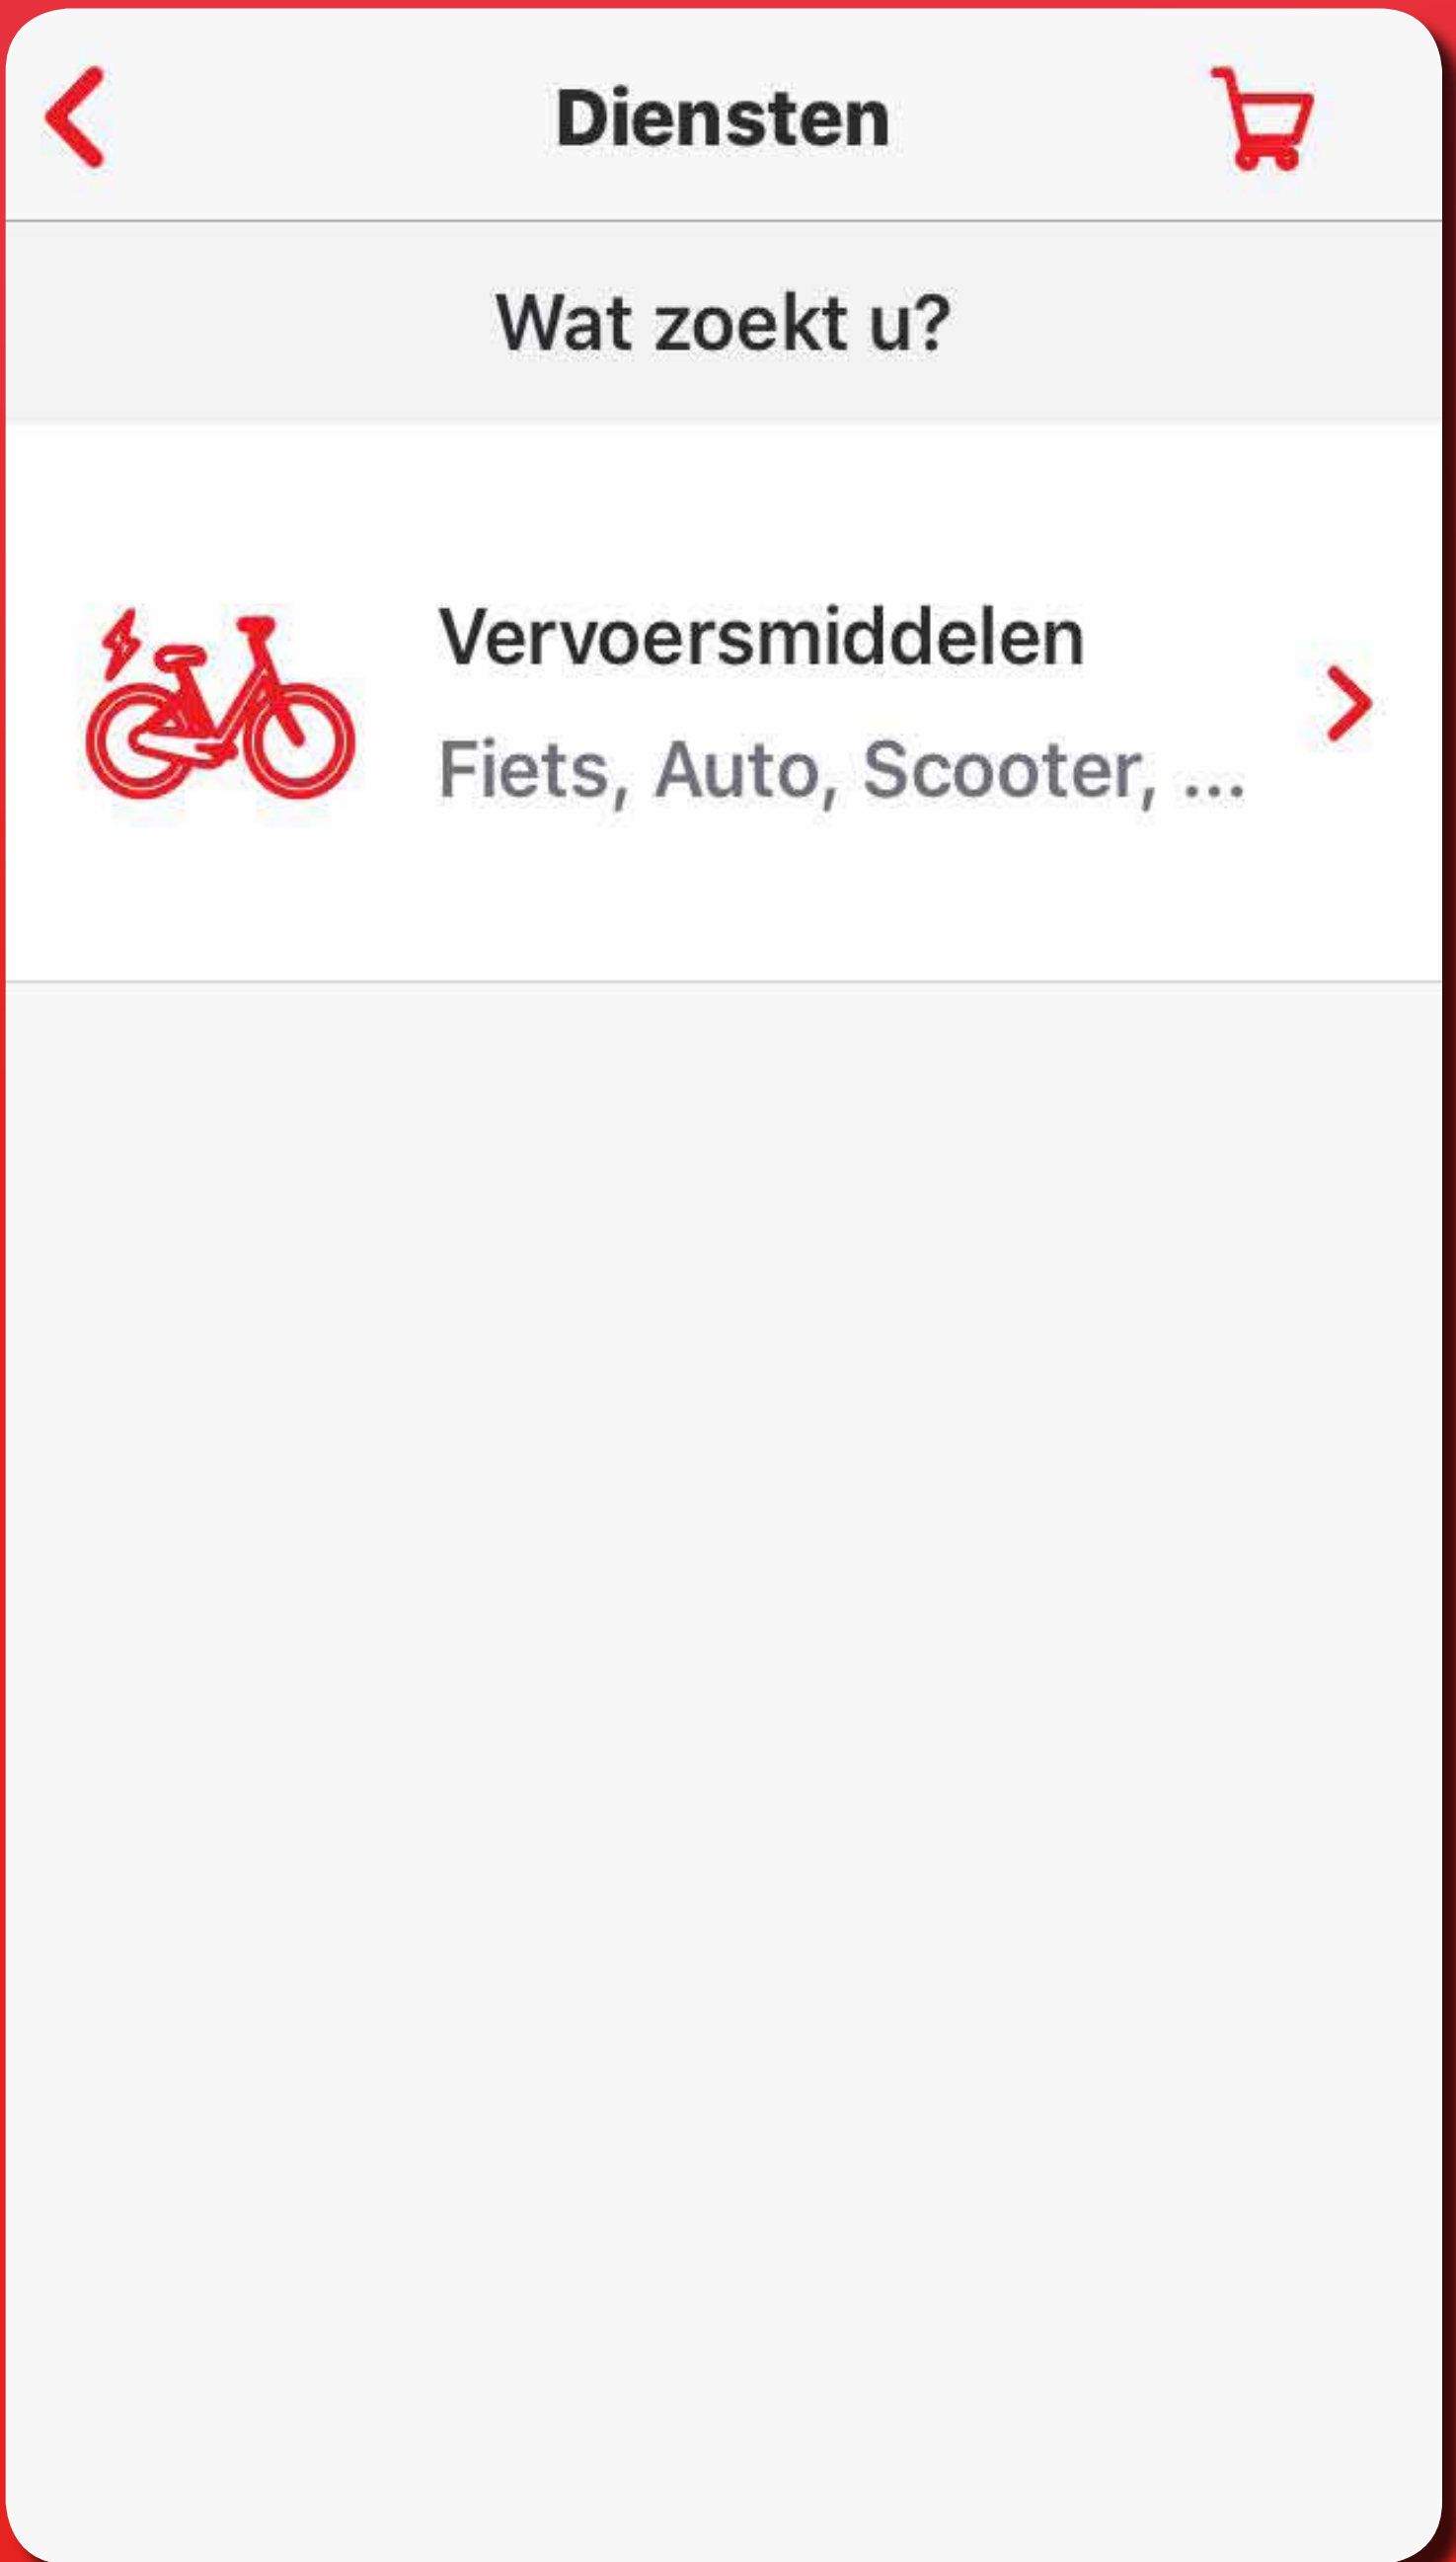 Diensten
Wat zoekt u?
Vervoersmiddelen
Fiets, Auto, Scooter, ...